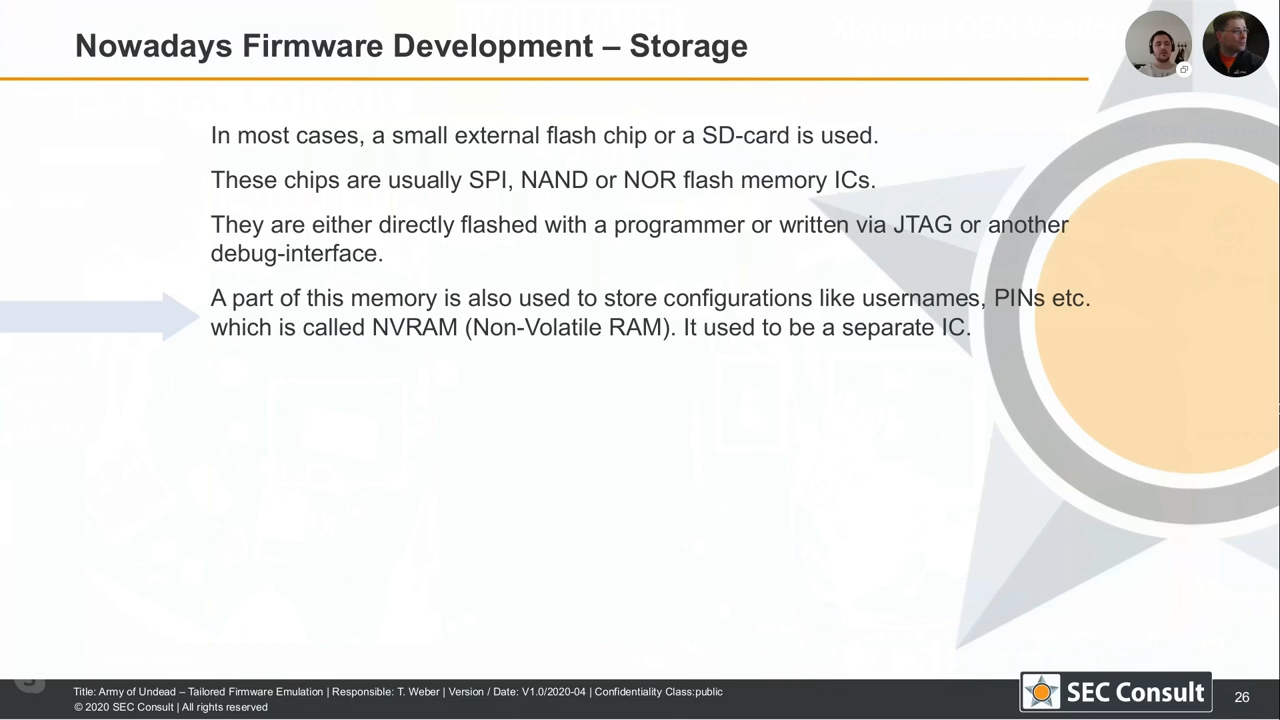 Nowadays Firmware Development – Storage
In most cases, a small external flash chip or a SD-card is used.
These chips are usually SPI, NAND or NOR flash memory ICs.
They are either directly flashed with a programmer or written via JTAG or another
debug-interface.
A part of this memory is also used to store configurations like usernames, PINs etc.
which is called NVRAM (Non-Volatile RAM). It used to be a separate IC.
Title: Army of Undead – Tailored Firmware Emulation | Responsible: T. Weber | Version / Date: V1.0/2020-04 | Confidentiality Class:public
© 2020 SEC Consult | All rights reserved
SEC Consult
26